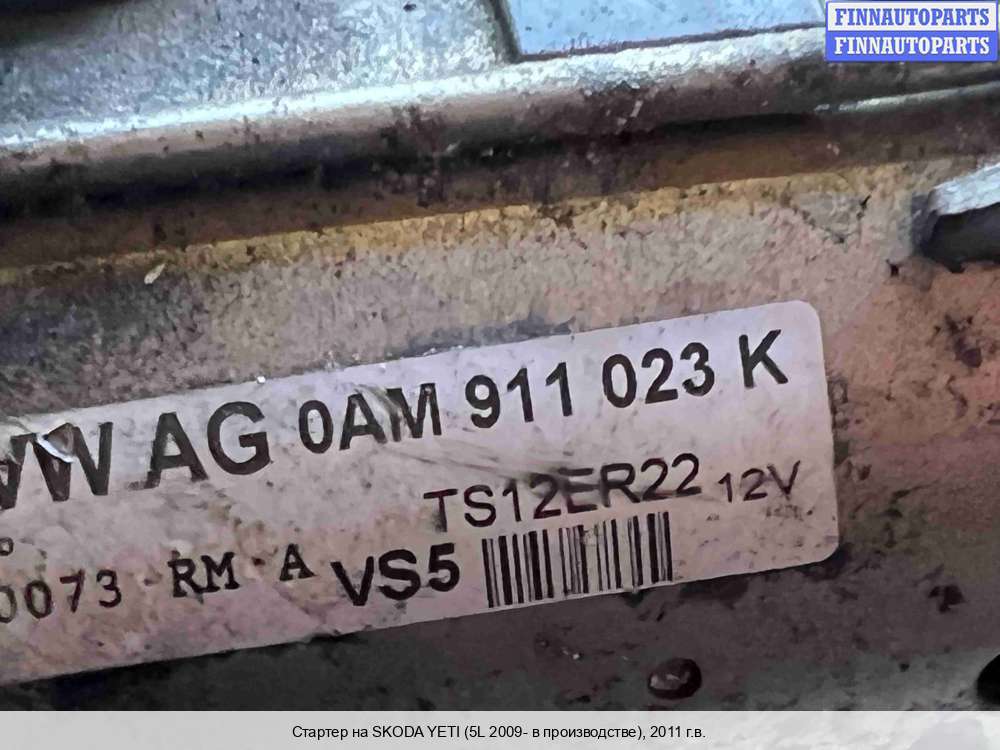 FINNAUTOPARTS
FINNAUTOPARTS
VW AG 0AM 911 023 K
TS12ER22 12V
0073 RM A VS5
Стартер на SKODA YETI (5L 2009- в производстве), 2011 г.в.